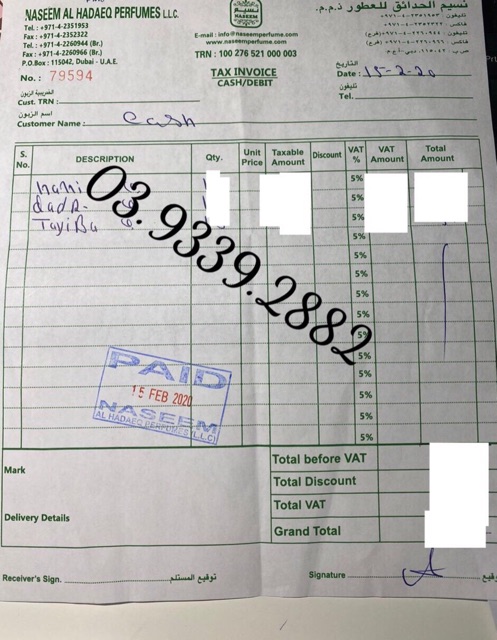 نسيم الحدائق للعطور ذ.م.م.
NASEEM AL HADAEQ PERFUMES L.L.C.
Tel. : +971-4-2351953
Fax : +971-4-2352322
Tel. : +971-4-2260944 (Br.)
Fax : +971-4-2260966 (Br.)
P.O.Box : 115042, Dubai - U.A.E.
No. : 79594
NASEEM
نسيم
E-mail : info@naseemperfume.com
www.naseemperfume.com
TRN : 100 276 521 000 003
TAX INVOICE
CASH/DEBIT
التاريخ
Date : 15-2-20
تليفون
Tel.
الضريبية الزبون
Cust. TRN :
اسم الزبون
Customer Name : Cash
S. No. DESCRIPTION Qty. Unit Price Taxable Amount Discount VAT % VAT Amount Total Amount
5%
5%
Tayiba 5%
5%
5%
5%
5%
5%
5%
5%
5%
5%
5%
5%
03.9339.2882
PAID
15 FEB 2020
NASEEM
AL HADAEQ PERFUMES (L.L.C)
Mark
Delivery Details
Total before VAT
Total Discount
Total VAT
Grand Total
Receiver's Sign. توقيع المستلم
Signature